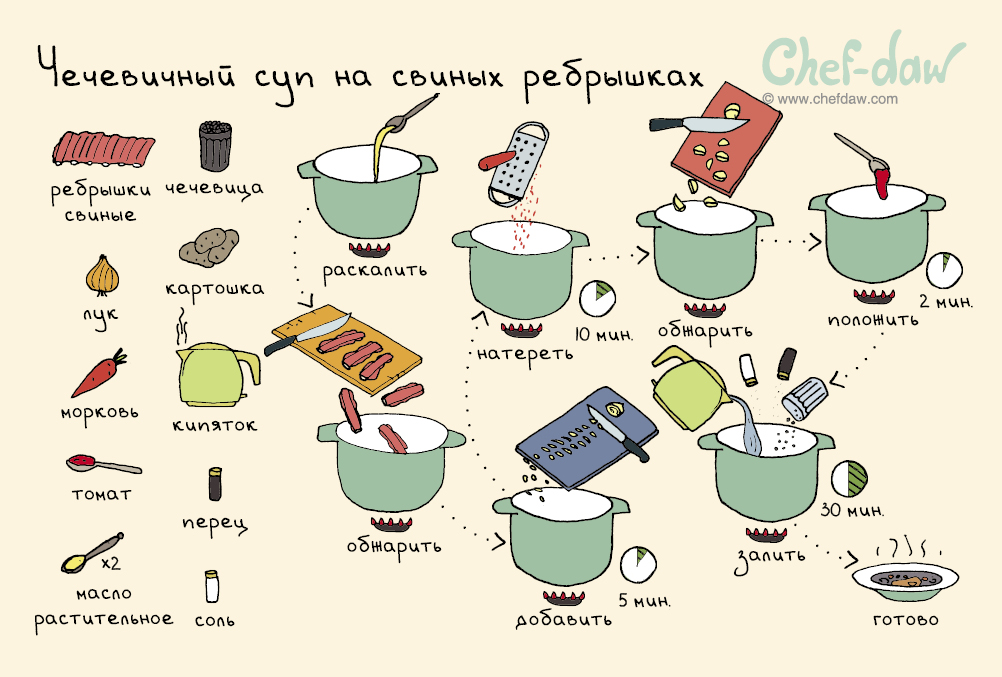 Чечевичный суп на свиных ребрышках
Chef-daw
© www.chefdaw.com
ребрышки
свиные
чечевица
лук
картошка
морковь
кипяток
томат
перец
x2
масло
растительное
соль
раскалить
обжарить
добавить
5 мин.
натереть
10 мин.
обжарить
положить
2 мин.
залить
30 мин.
готово